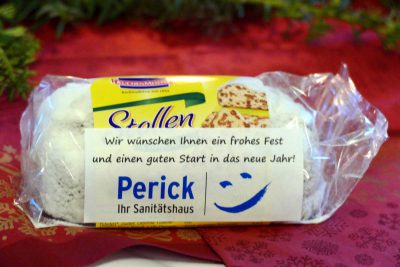 Stollen
Wir wünschen Ihnen ein frohes Fest
und einen guten Start in das neue Jahr!
Perick
Ihr Sanitätshaus